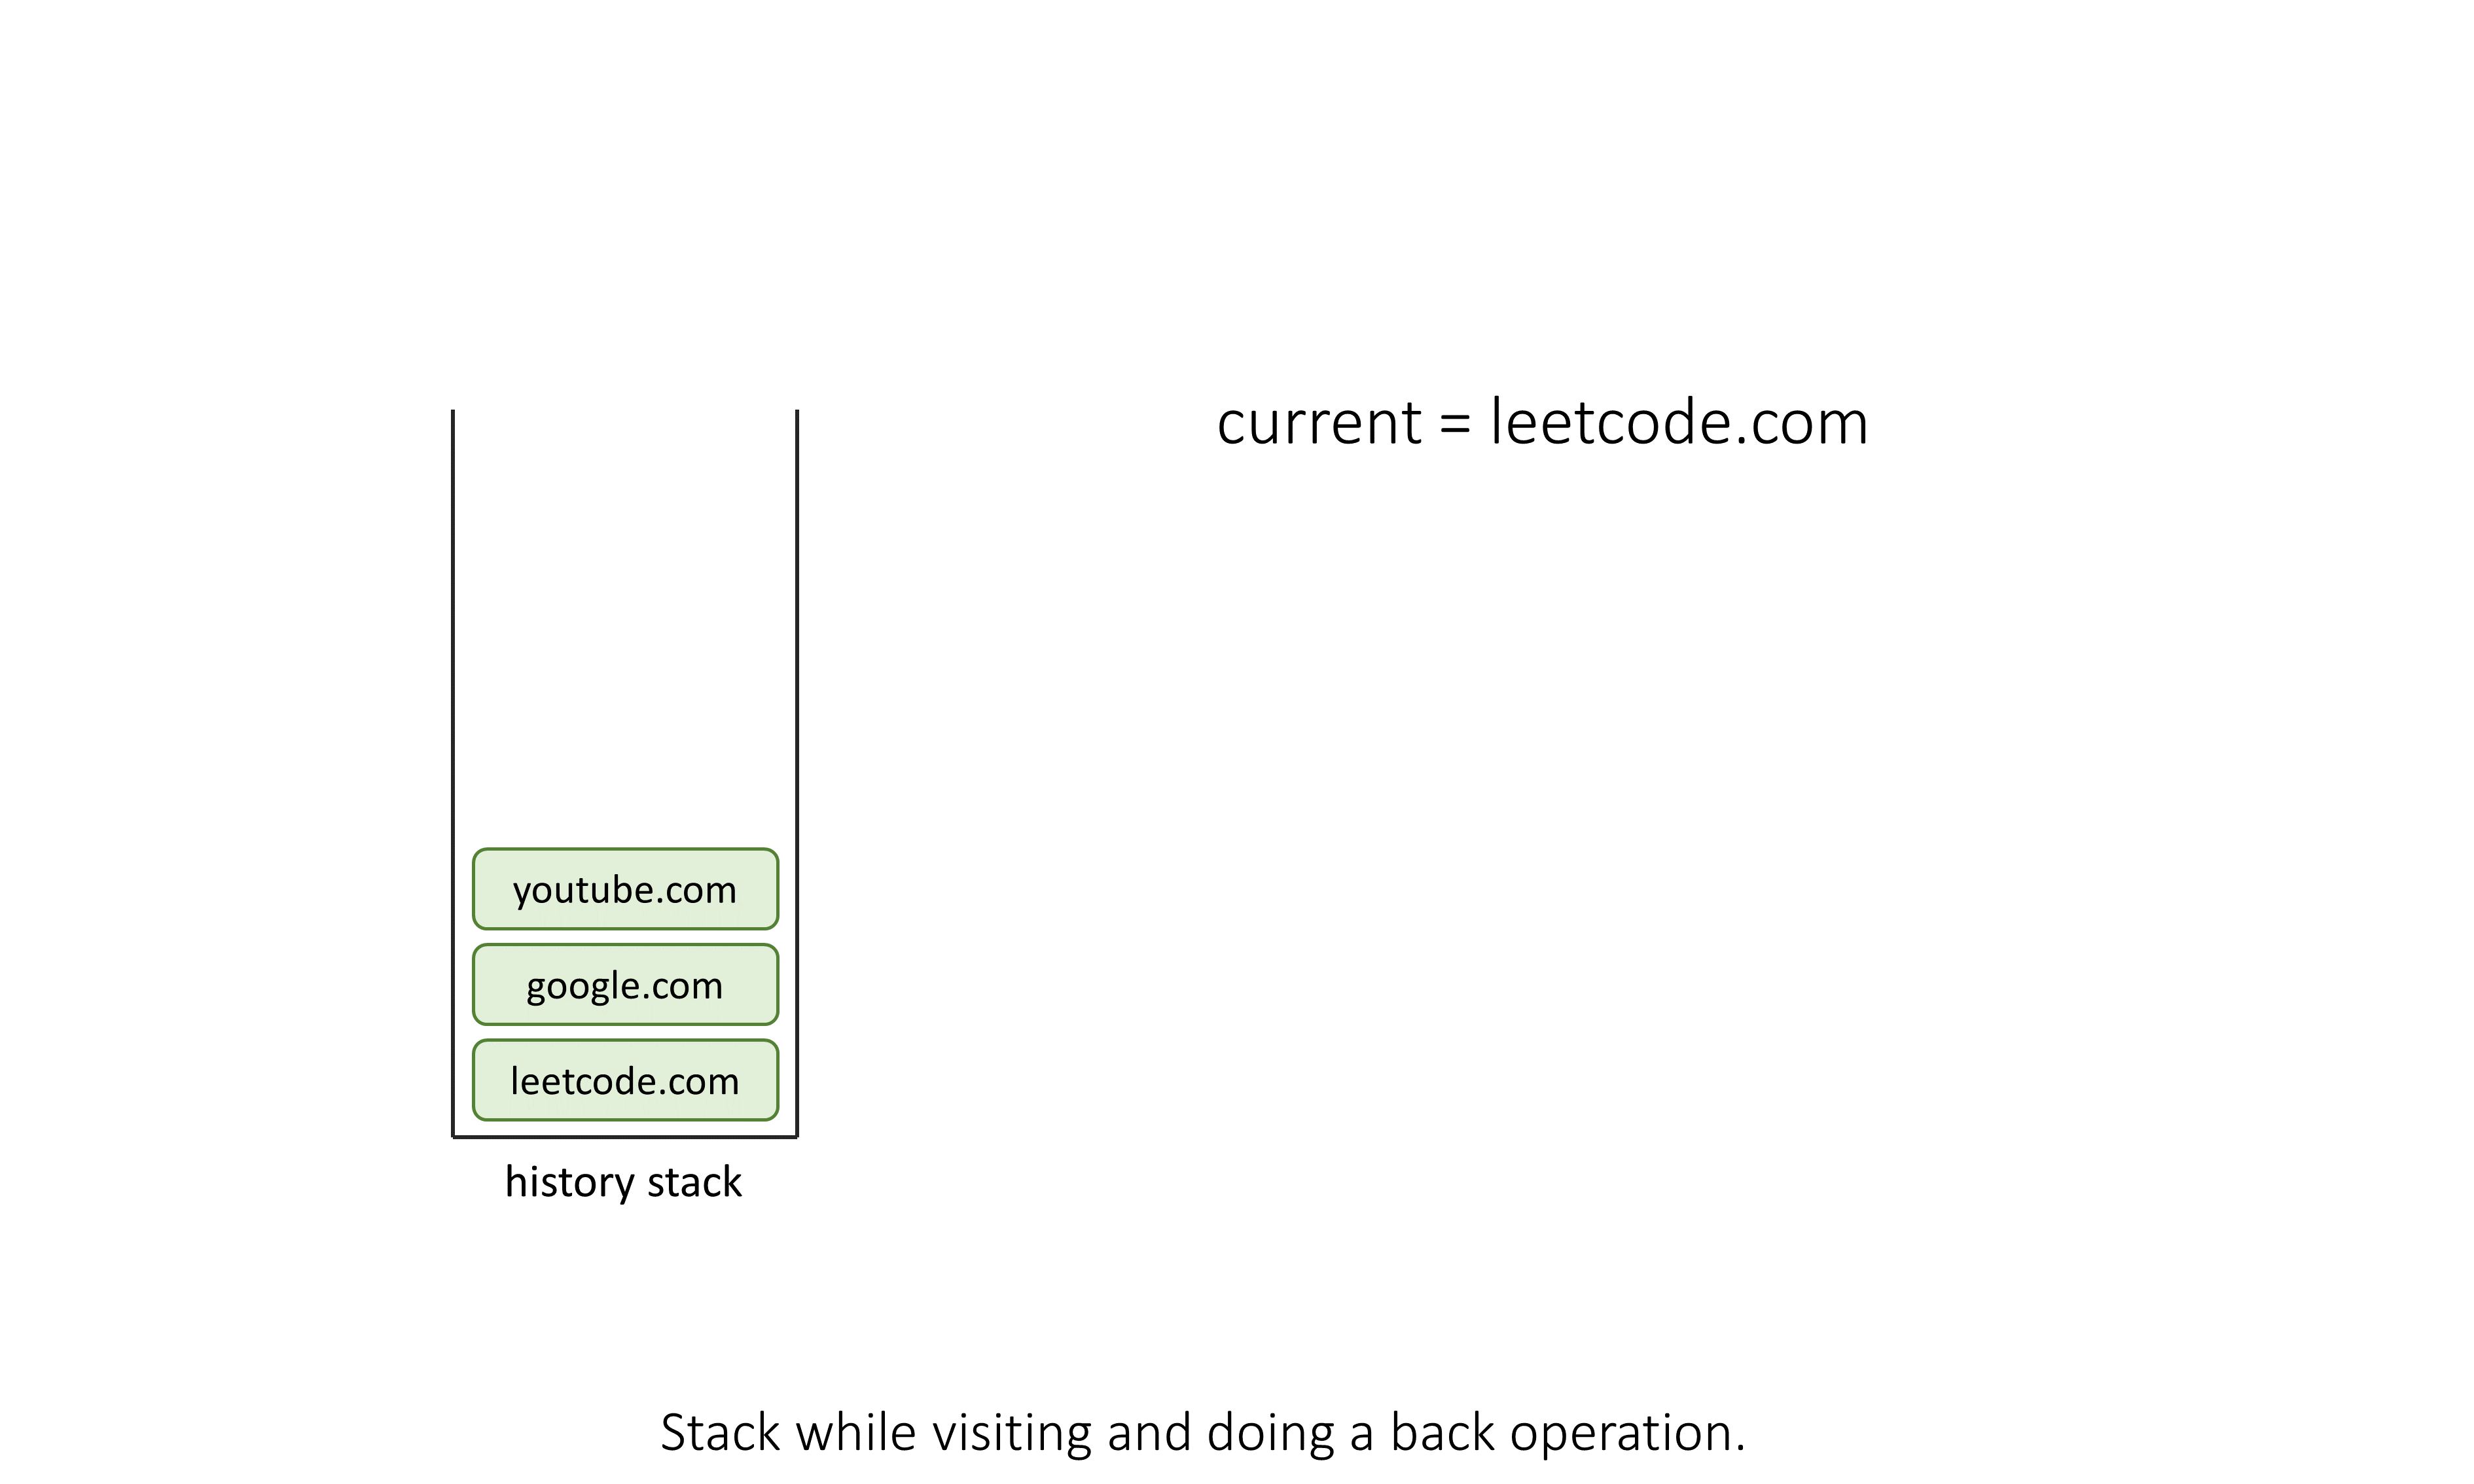 current = leetcode.com
youtube.com
google.com
leetcode.com
history stack
Stack while visiting and doing a back operation.